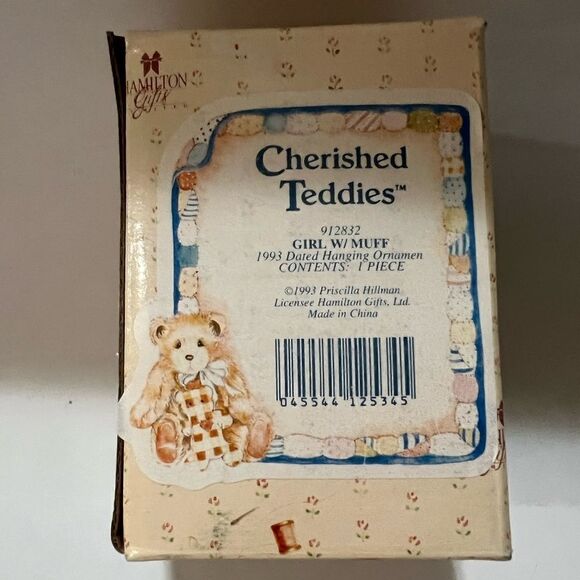 HAMILTON
Gifts
Cherished
Teddies™
912832
GIRL W/ MUFF
1993 Dated Hanging Ornamen
CONTENTS: 1 PIECE
©1993 Priscilla Hillman
Licensee Hamilton Gifts, Ltd.
Made in China
045544 125345